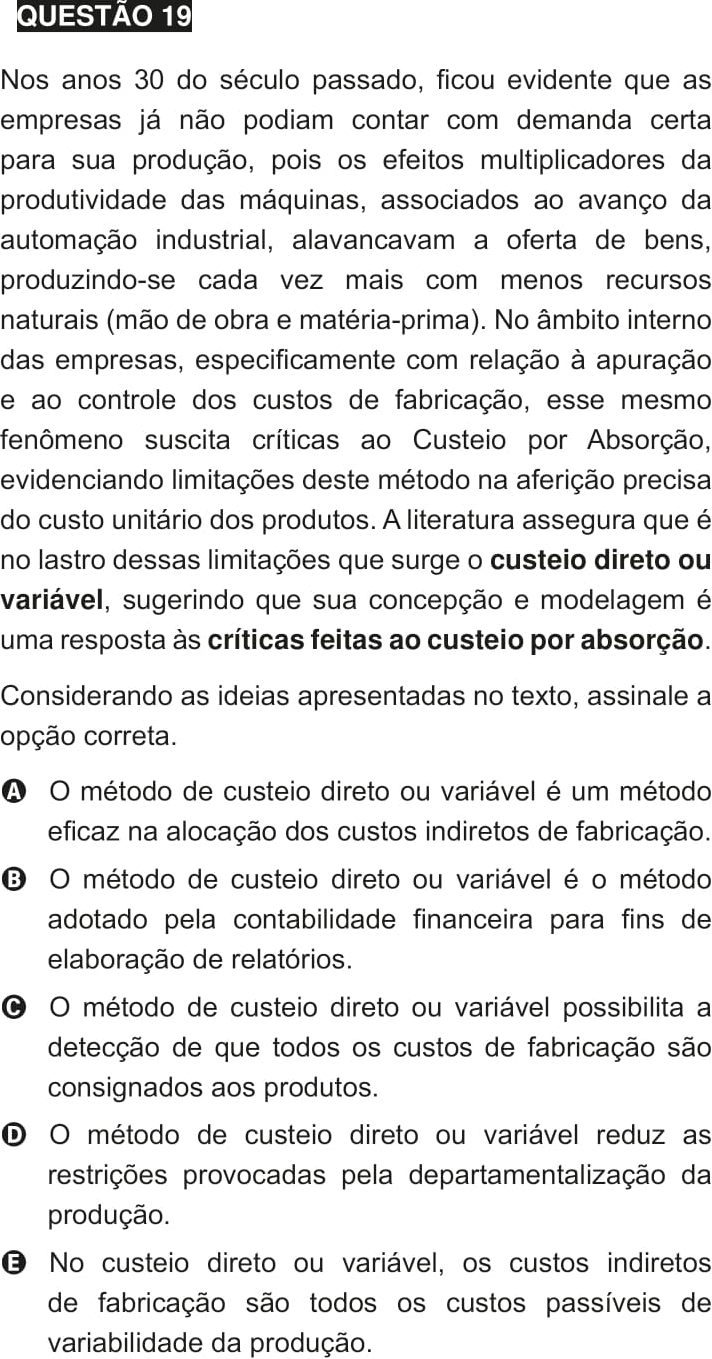 QUESTÃO 19
Nos anos 30 do século passado, ficou evidente que as
empresas já não podiam contar com demanda certa
para sua produção, pois os efeitos multiplicadores da
produtividade das máquinas, associados ao avanço da
automação industrial, alavancavam a oferta de bens,
produzindo-se cada vez mais com menos recursos
naturais (mão de obra e matéria-prima). No âmbito interno
das empresas, especificamente com relação à apuração
e ao controle dos custos de fabricação, esse mesmo
fenômeno suscita críticas ao Custeio por Absorção,
evidenciando limitações deste método na aferição precisa
do custo unitário dos produtos. A literatura assegura que é
no lastro dessas limitações que surge o custeio direto ou
variável, sugerindo que sua concepção e modelagem é
uma resposta às críticas feitas ao custeio por absorção.
Considerando as ideias apresentadas no texto, assinale a
opção correta.
A O método de custeio direto ou variável é um método
eficaz na alocação dos custos indiretos de fabricação.
B O método de custeio direto ou variável é o método
adotado pela contabilidade financeira para fins de
elaboração de relatórios.
C O método de custeio direto ou variável possibilita a
detecção de que todos os custos de fabricação são
consignados aos produtos.
D O método de custeio direto ou variável reduz as
restrições provocadas pela departamentalização da
produção.
E No custeio direto ou variável, os custos indiretos
de fabricação são todos os custos passíveis de
variabilidade da produção.